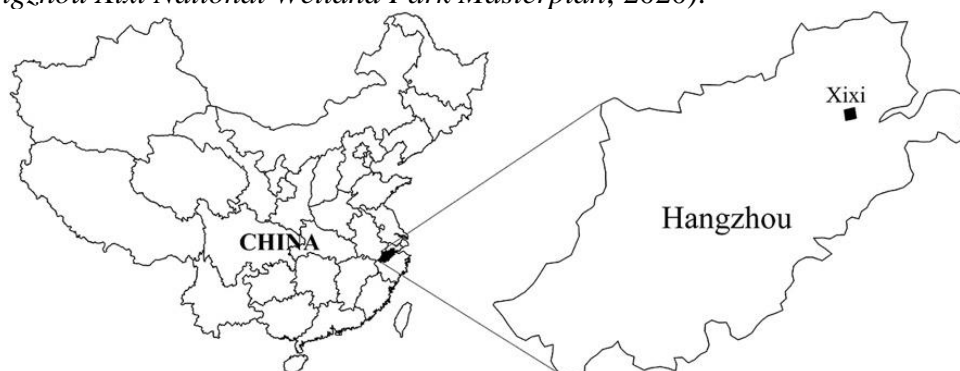 ngzhou Xixi National Wetland Park Masterplan, 2020).
Xixi
Hangzhou
CHINA